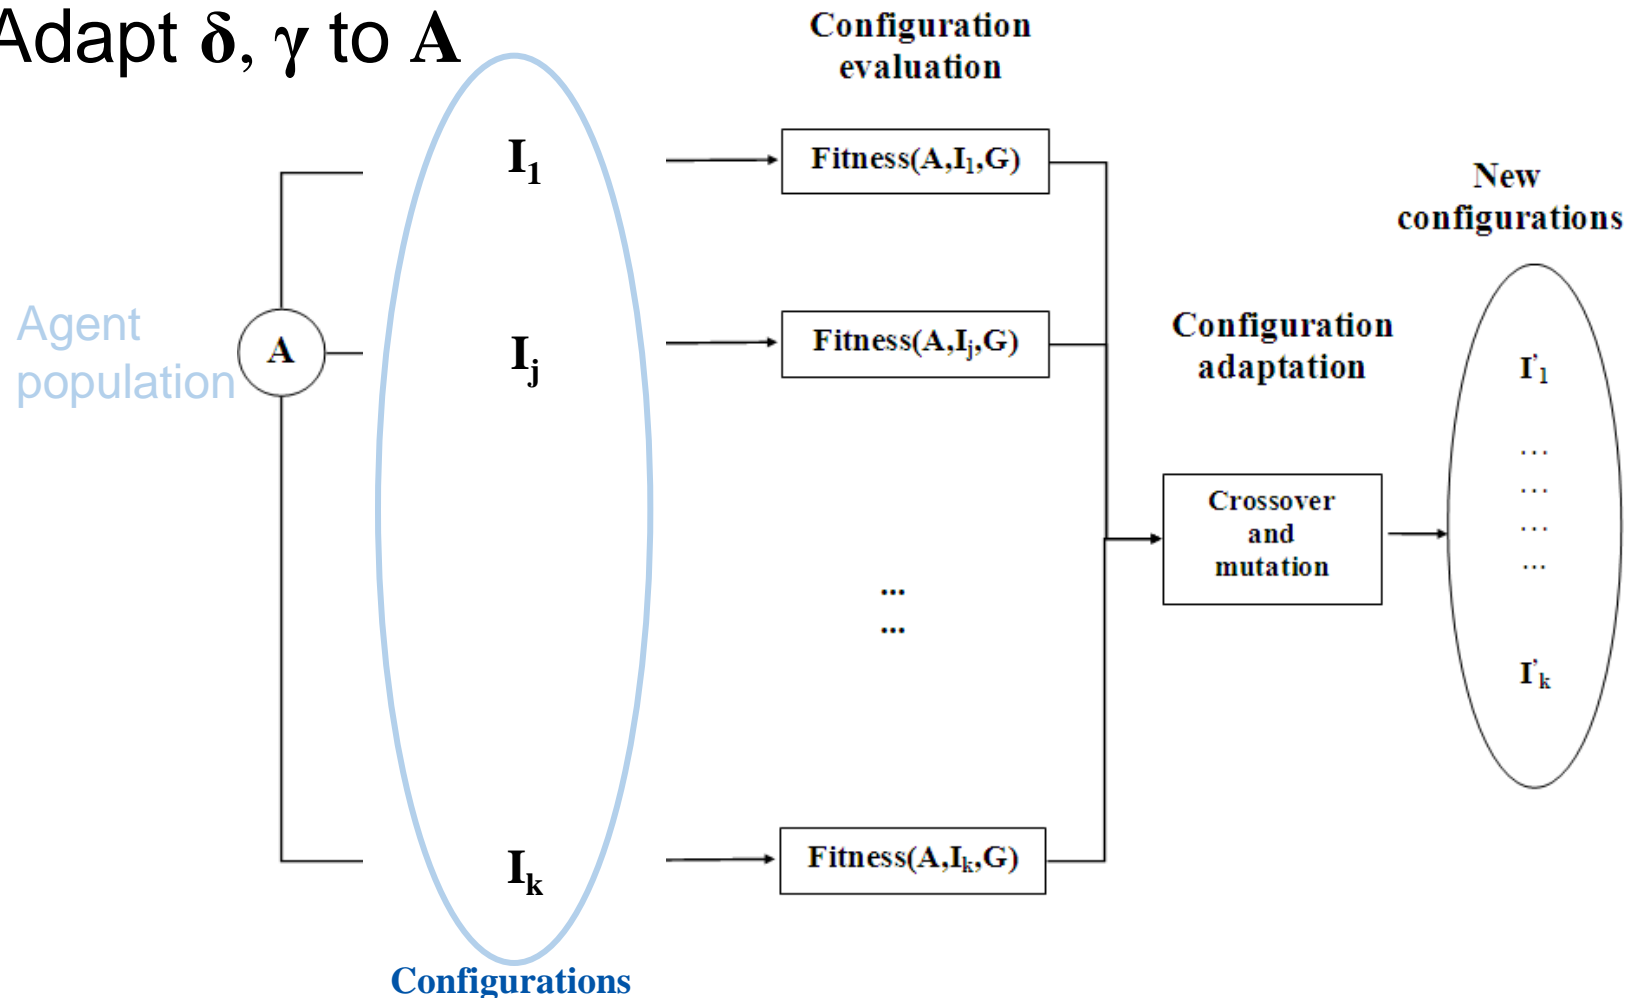 Adapt δ, γ to A
Configuration
evaluation
I1
Fitness(A,I1,G)
New
configurations
Agent
population
A
Ij
Fitness(A,Ij,G)
Configuration
adaptation
I'1
...
...
...
...
Crossover
and
mutation
...
...
I'k
Ik
Fitness(A,Ik,G)
Configurations